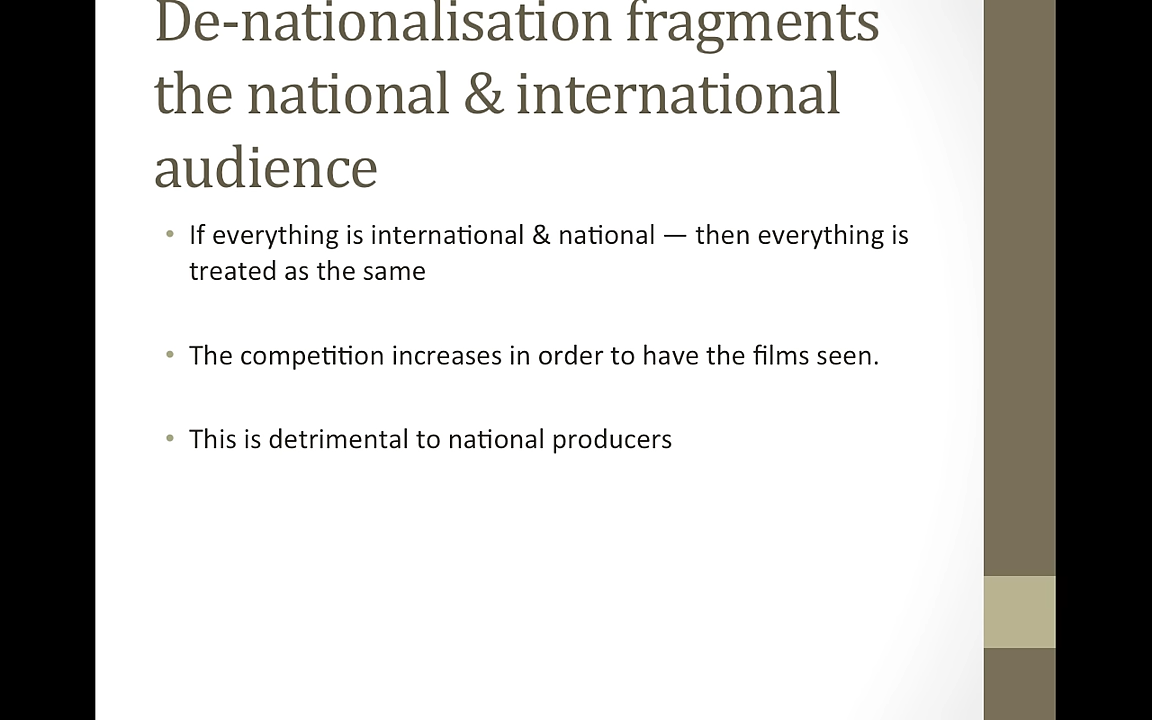 De-nationalisation fragments
the national & international
audience
• If everything is international & national — then everything is
treated as the same
• The competition increases in order to have the films seen.
• This is detrimental to national producers